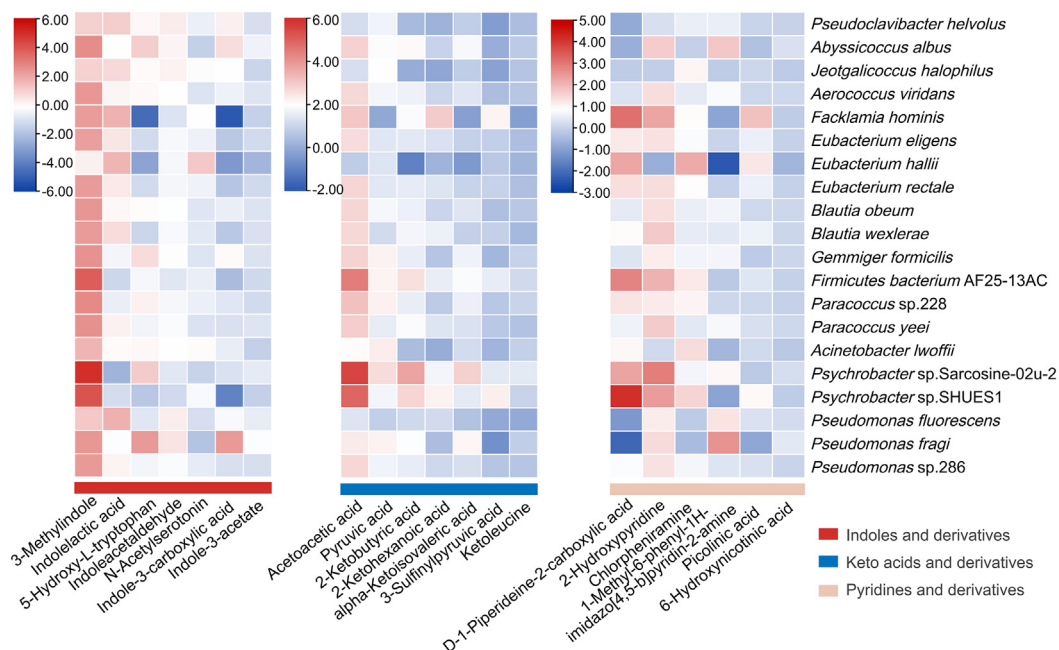 6.00
4.00
2.00
0.00
-2.00
-4.00
-6.00
6.00
4.00
2.00
0.00
-2.00
5.00
4.00
3.00
2.00
1.00
0.00
-1.00
-2.00
-3.00
Pseudoclavibacter helvolus
Abyssicoccus albus
Jeotgalicoccus halophilus
Aerococcus viridans
Facklamia hominis
Eubacterium eligens
Eubacterium hallii
Eubacterium rectale
Blautia obeum
Blautia wexlerae
Gemmiger formicilis
Firmicutes bacterium AF25-13AC
Paracoccus sp.228
Paracoccus yeei
Acinetobacter lwoffii
Psychrobacter sp.Sarcosine-02u-2
Psychrobacter sp.SHUES1
Pseudomonas fluorescens
Pseudomonas fragi
Pseudomonas sp.286
3-Methylindole
Indolelactic acid
5-Hydroxy-L-tryptophan
Indoleacetaldehyde
N-Acetylserotonin
Indole-3-carboxylic acid
Indole-3-acetate
Acetoacetic acid
Pyruvic acid
2-Ketobutyric acid
2-Ketohexanoic acid
alpha-Ketoisovaleric acid
3-Sulfinylpyruvic acid
Ketoleucine
D-1-Piperideine-2-carboxylic acid
2-Hydroxypyridine
Chlorpheniramine
1-Methyl-6-phenyl-1H-
imidazo[4,5-b]pyridin-2-amine
Picolinic acid
6-Hydroxynicotinic acid
Indoles and derivatives
Keto acids and derivatives
Pyridines and derivatives